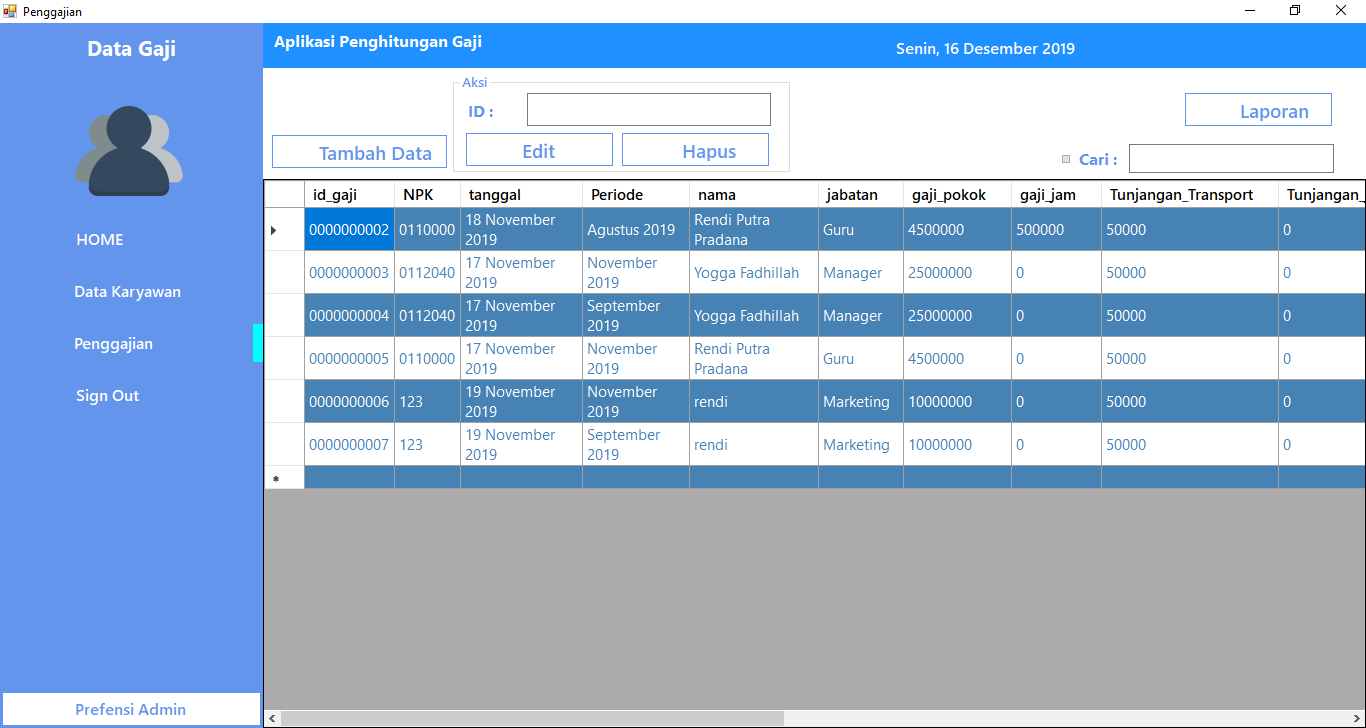 Penggajian
Data Gaji
Aplikasi Penghitungan Gaji
Senin, 16 Desember 2019
HOME
Data Karyawan
Penggajian
Sign Out
Prefensi Admin
Aksi
ID :
Tambah Data
Edit
Hapus
Laporan
Cari :
id_gaji NPK tanggal Periode nama jabatan gaji_pokok gaji_jam Tunjangan_Transport Tunjangan_
0000000002 0110000 18 November 2019 Agustus 2019 Rendi Putra Pradana Guru 4500000 500000 50000 0
0000000003 0112040 17 November 2019 November 2019 Yogga Fadhillah Manager 25000000 0 50000 0
0000000004 0112040 17 November 2019 September 2019 Yogga Fadhillah Manager 25000000 0 50000 0
0000000005 0110000 17 November 2019 November 2019 Rendi Putra Pradana Guru 4500000 0 50000 0
0000000006 123 19 November 2019 November 2019 rendi Marketing 10000000 0 50000 0
0000000007 123 19 November 2019 September 2019 rendi Marketing 10000000 0 50000 0